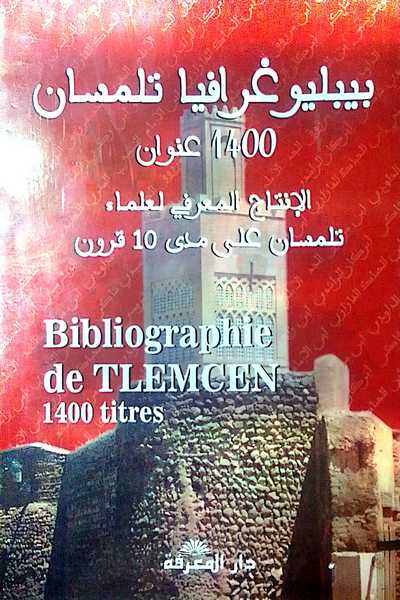 بيبليوغرافيا تلمسان
1400 عنوان
الإنتاج المعرفي لعلماء
تلمسان على مدى 10 قرون
Bibliographie
de TLEMCEN
1400 titres
دار المعرفة